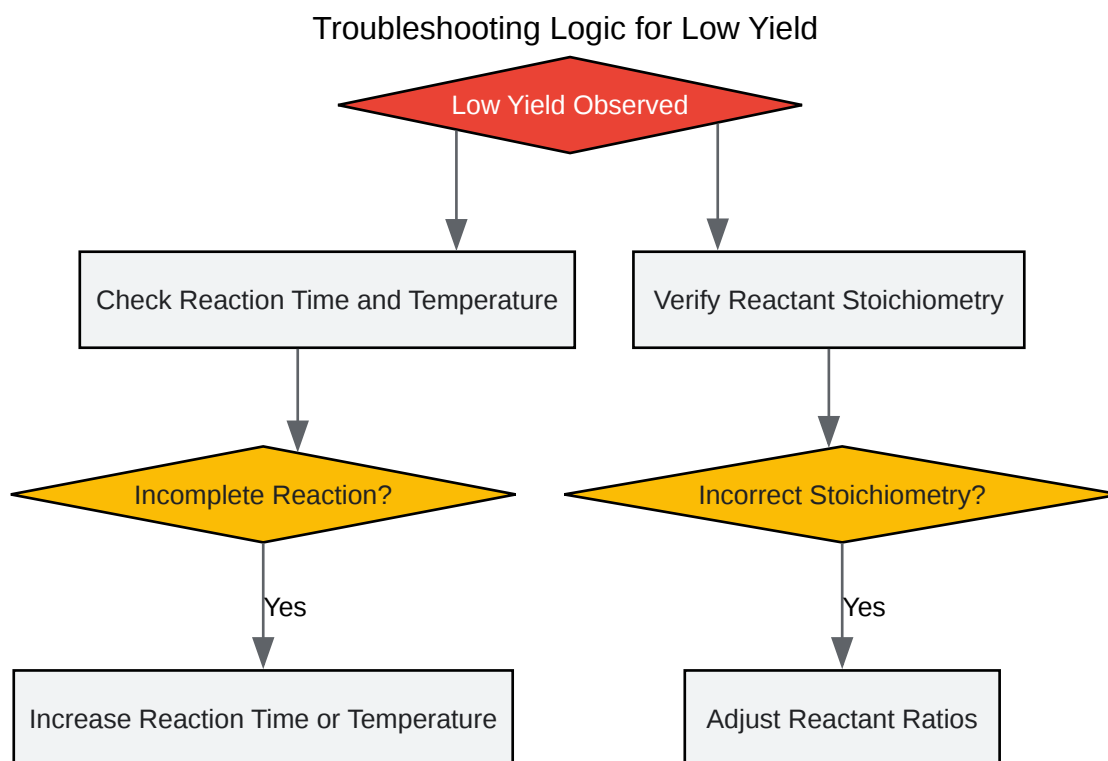 Troubleshooting Logic for Low Yield
Low Yield Observed
Check Reaction Time and Temperature
Verify Reactant Stoichiometry
Incomplete Reaction?
Incorrect Stoichiometry?
Yes
Yes
Increase Reaction Time or Temperature
Adjust Reactant Ratios